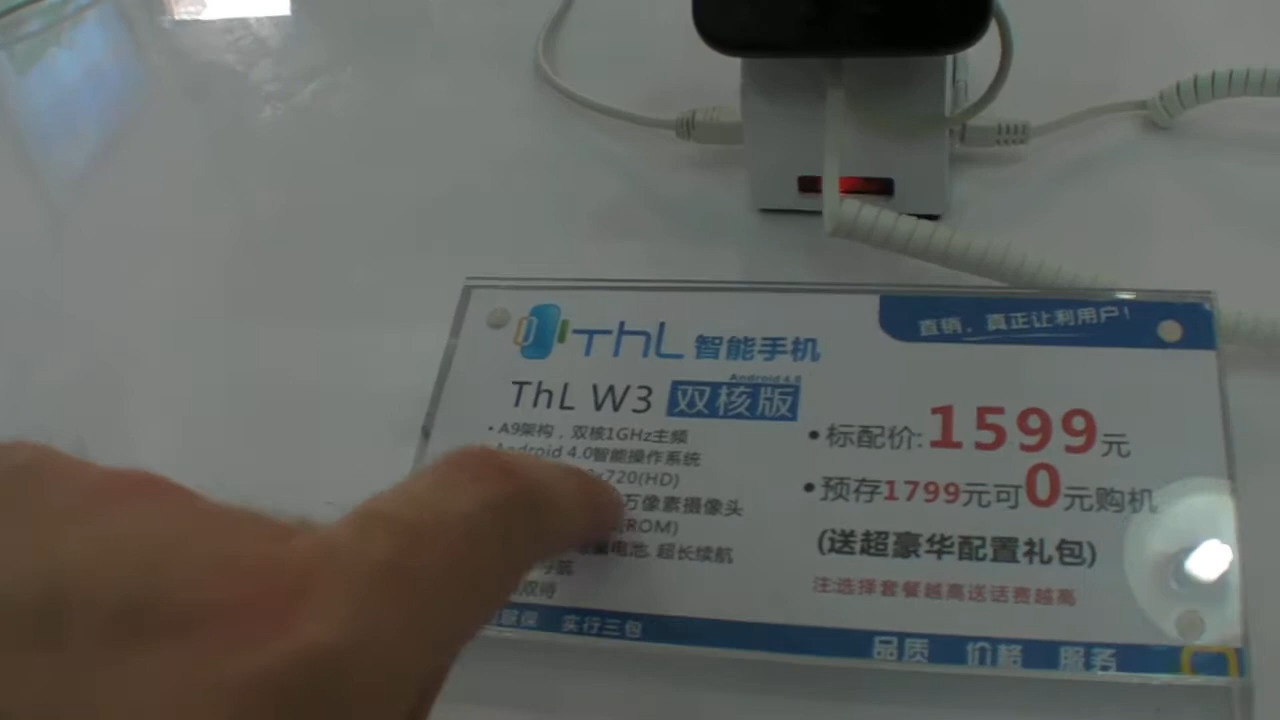 ThL 智能手机
直销，真正让利用户!
Android 4.0
ThL W3 双核版
• A9架构，双核1GHz主频
Android 4.0智能操作系统
x720(HD)
万像素摄像头
(ROM)
电池, 超长续航
双待
• 标配价: 1599元
• 预存1799元可0元购机
(送超豪华配置礼包)
注:选择套餐越高送话费越高
联保 实行三包
品质 价格 服务